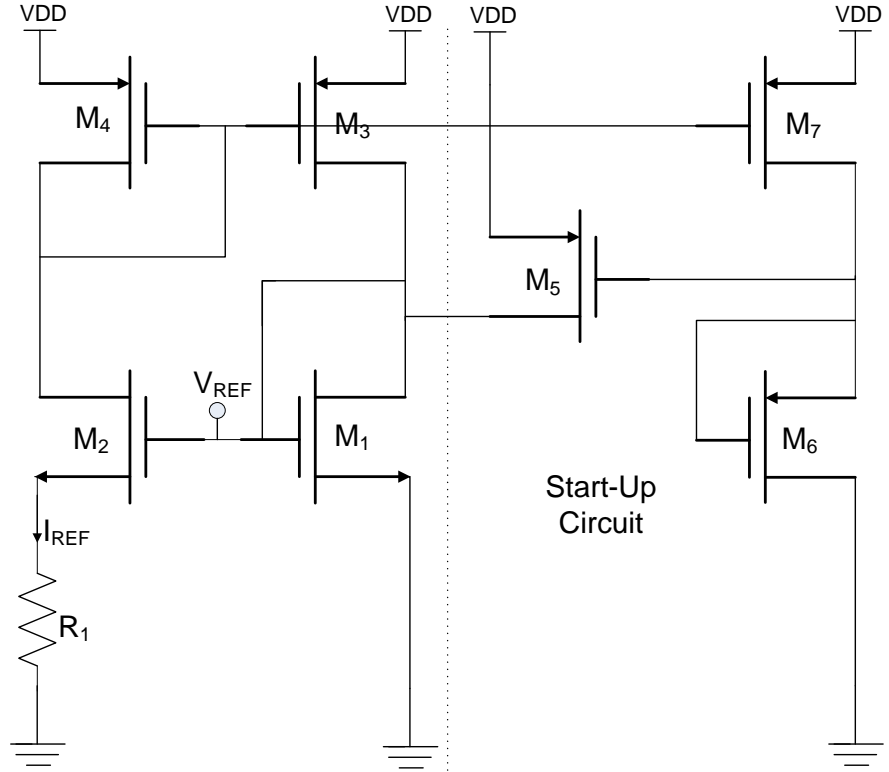 VDD
VDD
VDD
VDD
M4
M3
M7
M5
VREF
M2
M1
M6
Start-Up
Circuit
IREF
R1